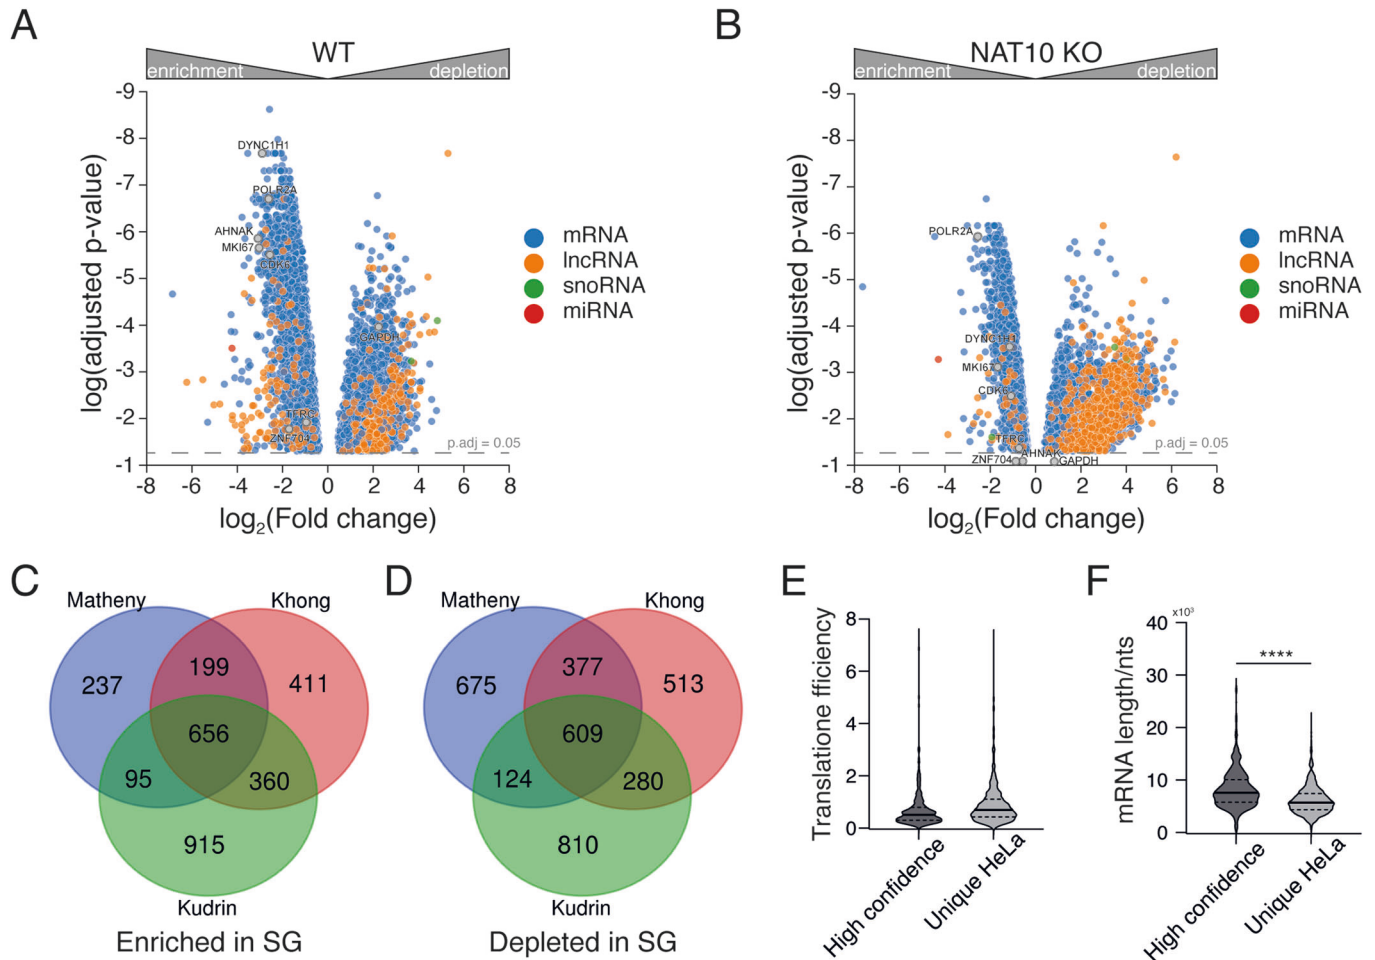 A
WT
enrichment
depletion
-9
-8
-7
-6
-5
-4
-3
-2
-1
log(adjusted p-value)
DYNC1H1
POLR2A
AHNAK
MKI67
CDK6
GAPDH
TFRC
ZNF704
p.adj = 0.05
-8 -6 -4 -2 0 2 4 6 8
log2(Fold change)
mRNA
lncRNA
snoRNA
miRNA
B
NAT10 KO
enrichment
depletion
-9
-8
-7
-6
-5
-4
-3
-2
-1
log(adjusted p-value)
POLR2A
DYNC1H1
MKI67
CDK6
TFRC
AHNAK
ZNF704
GAPDH
p.adj = 0.05
-8 -6 -4 -2 0 2 4 6 8
log2(Fold change)
mRNA
lncRNA
snoRNA
miRNA
C
Matheny
Khong
237
199
411
656
95
360
915
Kudrin
Enriched in SG
D
Matheny
Khong
675
377
513
609
124
280
810
Kudrin
Depleted in SG
E
Translatione fficiency
8
6
4
2
0
High confidence
Unique HeLa
F
x10³
mRNA length/nts
40
30
20
10
0
****
High confidence
Unique HeLa